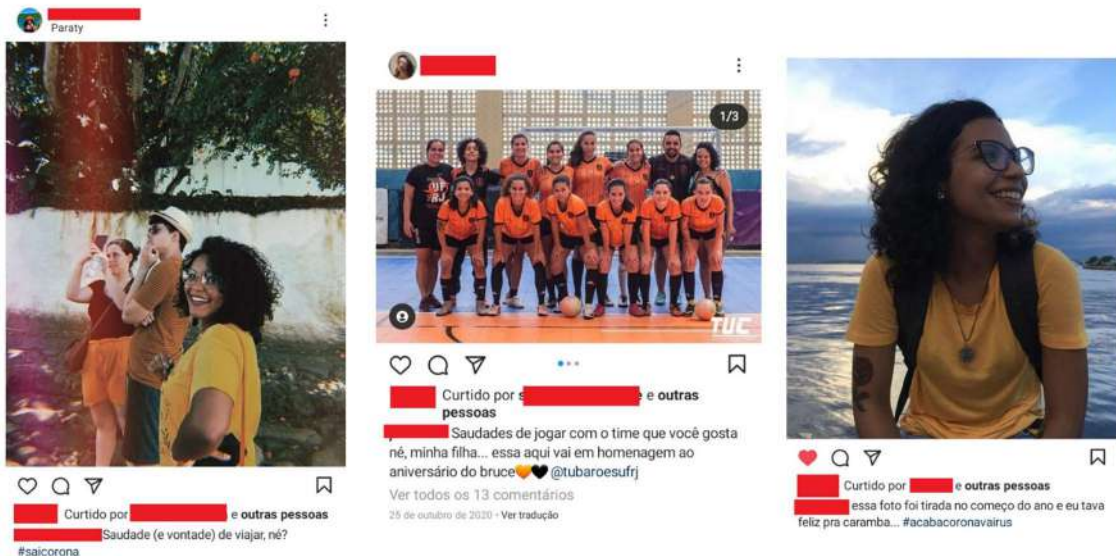 Paraty
Curtido por
e outras pessoas
Saudade (e vontade) de viajar, né?
#saicorona
1/3
TUC
Curtido por s
e e outras
pessoas
Saudades de jogar com o time que você gosta
né, minha filha... essa aqui vai em homenagem ao
aniversário do bruce🧡🖤 @tubaroesufrj
Ver todos os 13 comentários
25 de outubro de 2020 • Ver tradução
Curtido por
e outras pessoas
essa foto foi tirada no começo do ano e eu tava
feliz pra caramba... #acabacoronavairus